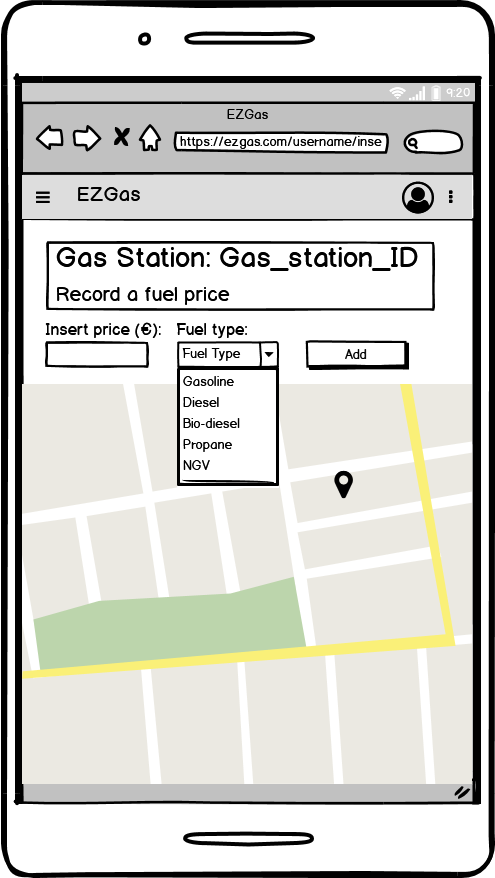 9:20
EZGas
https://ezgas.com/username/inse
EZGas
Gas Station: Gas_station_ID
Record a fuel price
Insert price (€): Fuel type:
Fuel Type Add
Gasoline
Diesel
Bio-diesel
Propane
NGV